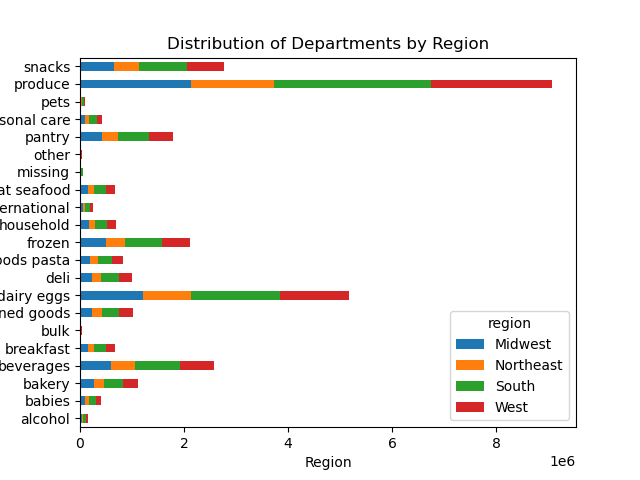 Distribution of Departments by Region
snacks
produce
pets
sonal care
pantry
other
missing
at seafood
ernational
household
frozen
oods pasta
deli
dairy eggs
ned goods
bulk
breakfast
beverages
bakery
babies
alcohol
region
Midwest
Northeast
South
West
0 2 4 6 8
1e6
Region